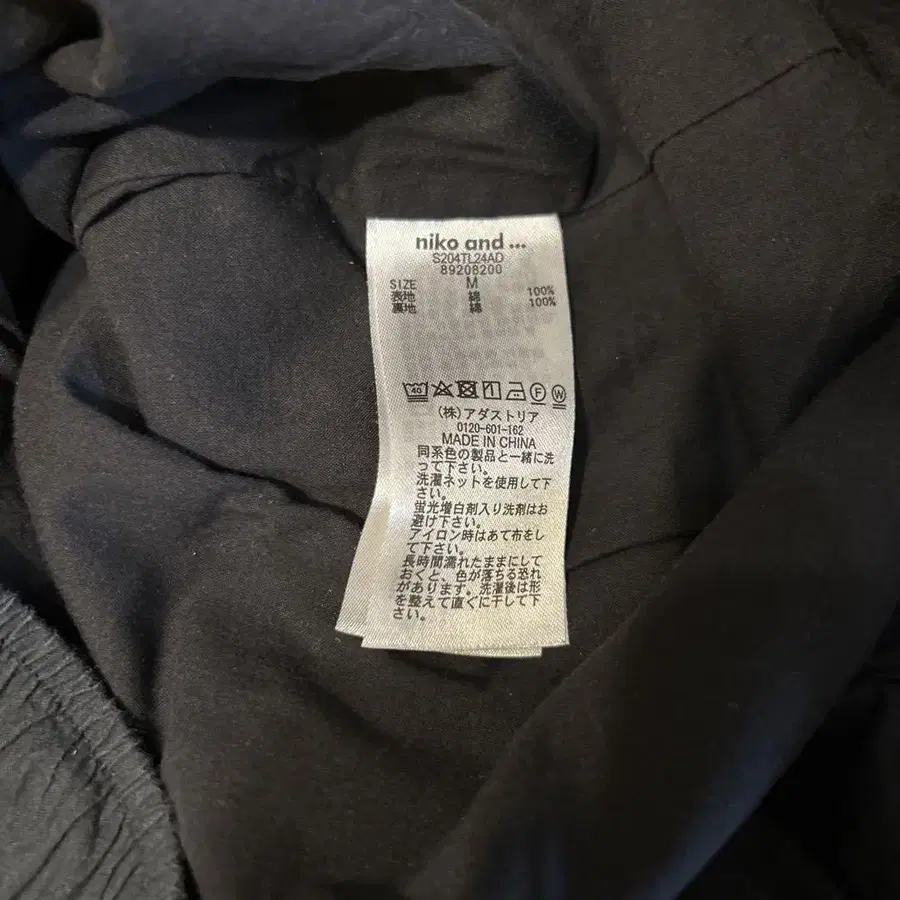 niko and ...
S204TL24AD
89208200
SIZE M
表地 綿 100%
裏地 綿 100%
40 F W
(株)アダストリア
0120-601-162
MADE IN CHINA
同系色の製品と一緒に洗
って下さい。
洗濯ネットを使用して下
さい。
蛍光増白剤入り洗剤はお
避け下さい。
アイロン時はあて布をし
て下さい。
長時間濡れたままにして
おくと、色が落ちる恐れ
があります。洗濯後は形
を整えて直ぐに干して下
さい。